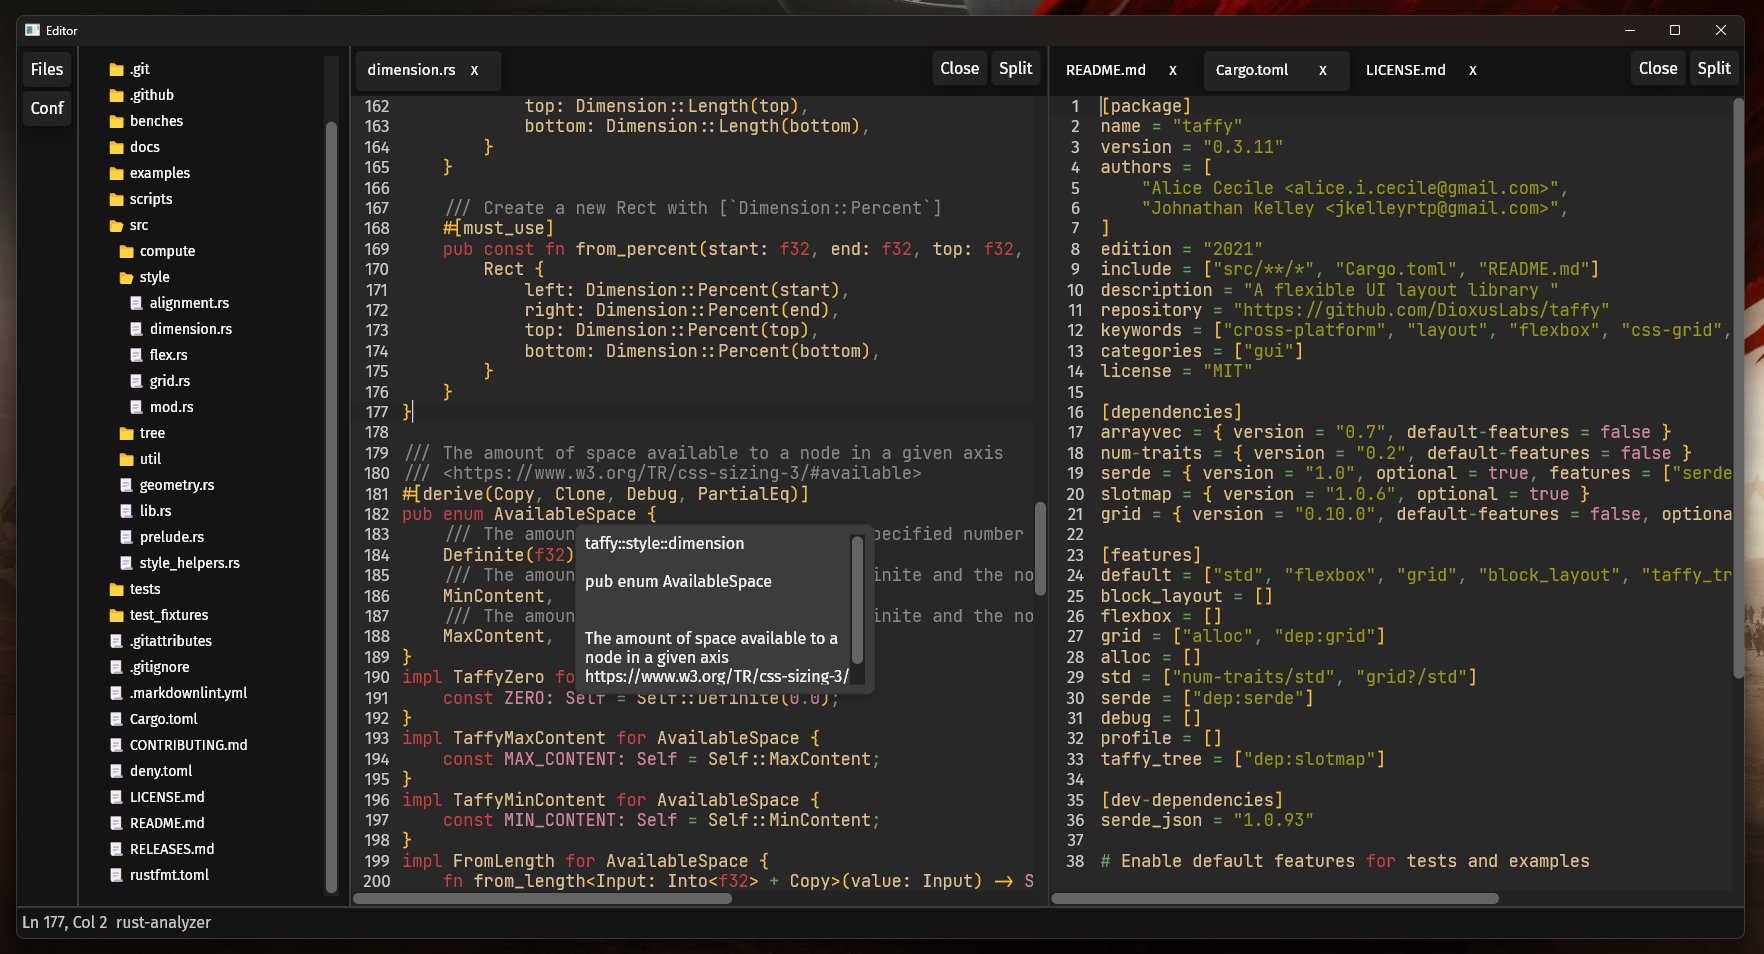 Editor
Files
Conf
.git
.github
benches
docs
examples
scripts
src
compute
style
alignment.rs
dimension.rs
flex.rs
grid.rs
mod.rs
tree
util
geometry.rs
lib.rs
prelude.rs
style_helpers.rs
tests
test_fixtures
.gitattributes
.gitignore
.markdownlint.yml
Cargo.toml
CONTRIBUTING.md
deny.toml
LICENSE.md
README.md
RELEASES.md
rustfmt.toml
dimension.rs x Close Split
162 top: Dimension::Length(top),
163 bottom: Dimension::Length(bottom),
164 }
165 }
166
167 /// Create a new Rect with [`Dimension::Percent`]
168 #[must_use]
169 pub const fn from_percent(start: f32, end: f32, top: f32,
170 Rect {
171 left: Dimension::Percent(start),
172 right: Dimension::Percent(end),
173 top: Dimension::Percent(top),
174 bottom: Dimension::Percent(bottom),
175 }
176 }
177 }
178
179 /// The amount of space available to a node in a given axis
180 /// <https://www.w3.org/TR/css-sizing-3/#available>
181 #[derive(Copy, Clone, Debug, PartialEq)]
182 pub enum AvailableSpace {
183 /// The amoun ecified number
184 Definite(f32)
185 /// The amoun inite and the no
186 MinContent,
187 /// The amoun inite and the no
188 MaxContent,
189 }
190 impl TaffyZero fo
191 const ZERO: Self = Self::Definite(0.0);
192 }
193 impl TaffyMaxContent for AvailableSpace {
194 const MAX_CONTENT: Self = Self::MaxContent;
195 }
196 impl TaffyMinContent for AvailableSpace {
197 const MIN_CONTENT: Self = Self::MinContent;
198 }
199 impl FromLength for AvailableSpace {
200 fn from_length<Input: Into<f32> + Copy>(value: Input) -> S
taffy::style::dimension
pub enum AvailableSpace
The amount of space available to a
node in a given axis
https://www.w3.org/TR/css-sizing-3/
README.md x Cargo.toml x LICENSE.md x Close Split
1 [package]
2 name = "taffy"
3 version = "0.3.11"
4 authors = [
5 "Alice Cecile <alice.i.cecile@gmail.com>",
6 "Johnathan Kelley <jkelleyrtp@gmail.com>",
7 ]
8 edition = "2021"
9 include = ["src/**/*", "Cargo.toml", "README.md"]
10 description = "A flexible UI layout library "
11 repository = "https://github.com/DioxusLabs/taffy"
12 keywords = ["cross-platform", "layout", "flexbox", "css-grid",
13 categories = ["gui"]
14 license = "MIT"
15
16 [dependencies]
17 arrayvec = { version = "0.7", default-features = false }
18 num-traits = { version = "0.2", default-features = false }
19 serde = { version = "1.0", optional = true, features = ["serde
20 slotmap = { version = "1.0.6", optional = true }
21 grid = { version = "0.10.0", default-features = false, optiona
22
23 [features]
24 default = ["std", "flexbox", "grid", "block_layout", "taffy_tr
25 block_layout = []
26 flexbox = []
27 grid = ["alloc", "dep:grid"]
28 alloc = []
29 std = ["num-traits/std", "grid?/std"]
30 serde = ["dep:serde"]
31 debug = []
32 profile = []
33 taffy_tree = ["dep:slotmap"]
34
35 [dev-dependencies]
36 serde_json = "1.0.93"
37
38 # Enable default features for tests and examples
Ln 177, Col 2 rust-analyzer